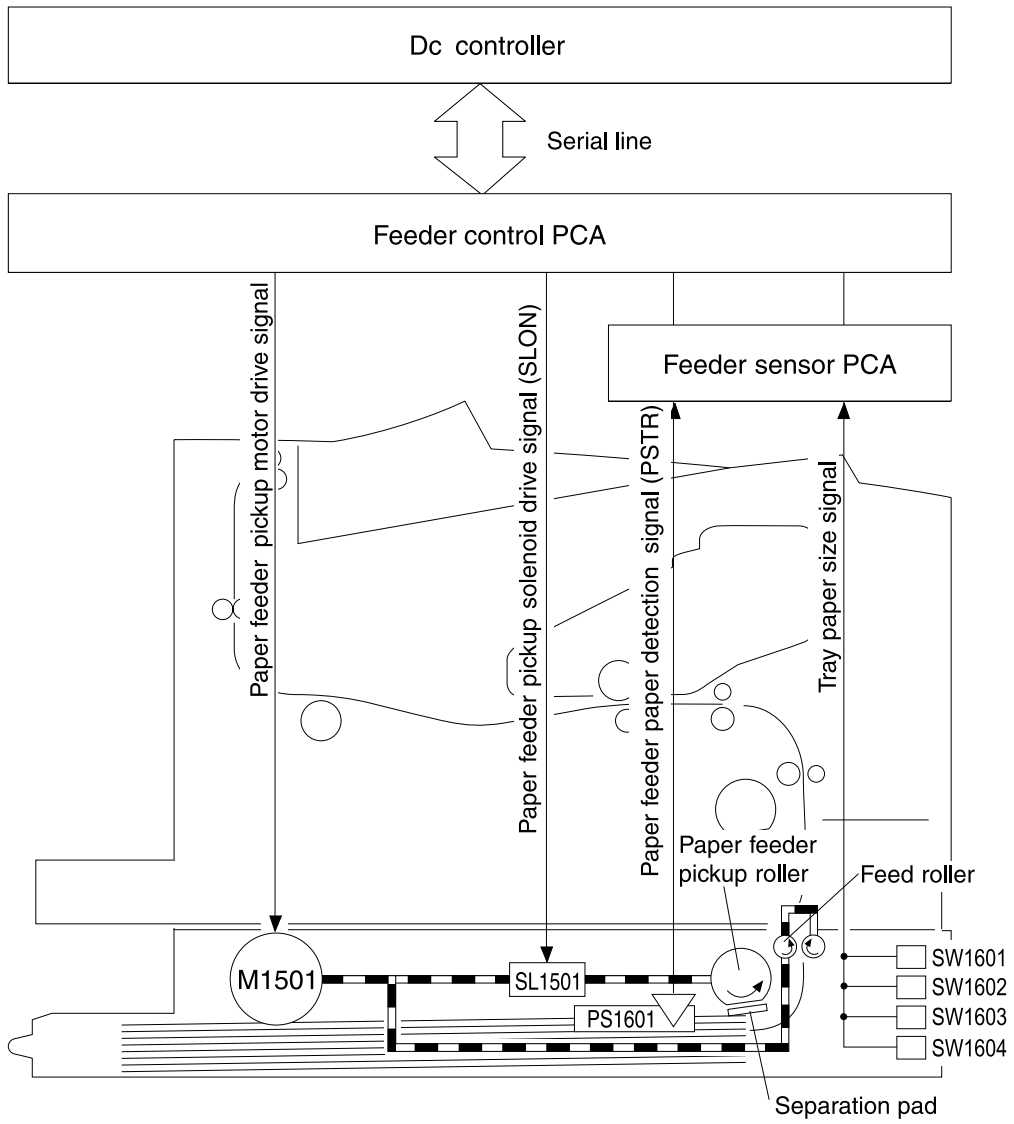 Dc controller
Serial line
Feeder control PCA
Paper feeder pickup motor drive signal
Paper feeder pickup solenoid drive signal (SLON)
Paper feeder paper detection signal (PSTR)
Feeder sensor PCA
Tray paper size signal
Paper feeder
pickup roller
Feed roller
M1501
SL1501
PS1601
SW1601
SW1602
SW1603
SW1604
Separation pad